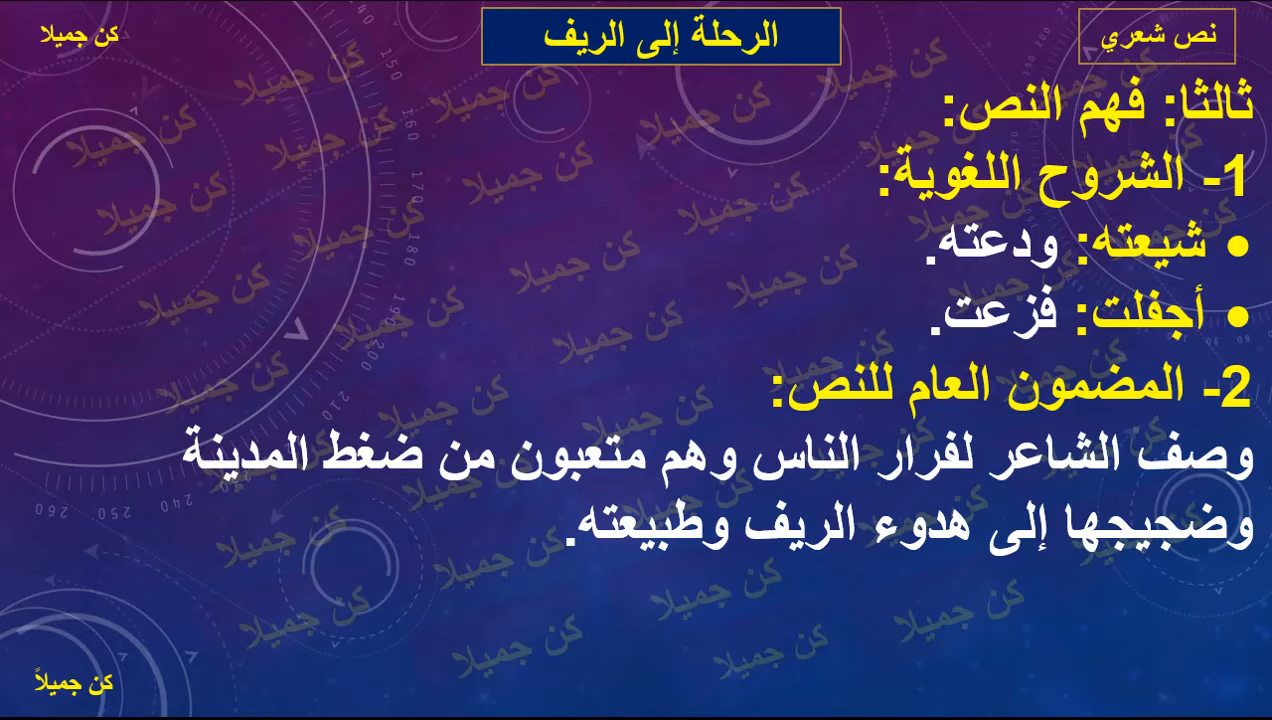 نص شعري
الرحلة إلى الريف
كن جميلا
ثالثا: فهم النص:
1- الشروح اللغوية:
• شيعته: ودعته.
• أجفلت: فزعت.
2- المضمون العام للنص:
وصف الشاعر لفرار الناس وهم متعبون من ضغط المدينة
وضجيجها إلى هدوء الريف وطبيعته.
كن جميلاً